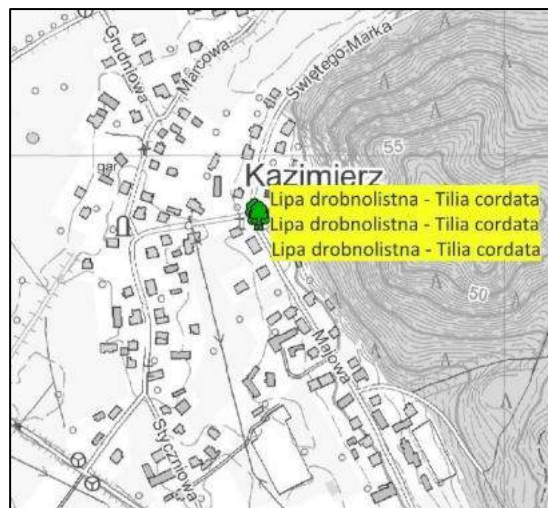 Grudniowa
Marcowa
Świętego-Marka
55
gar
Kazimierz
Lipa drobnolistna - Tilia cordata
Lipa drobnolistna - Tilia cordata
Lipa drobnolistna - Tilia cordata
50
Majowa
Styczniowa